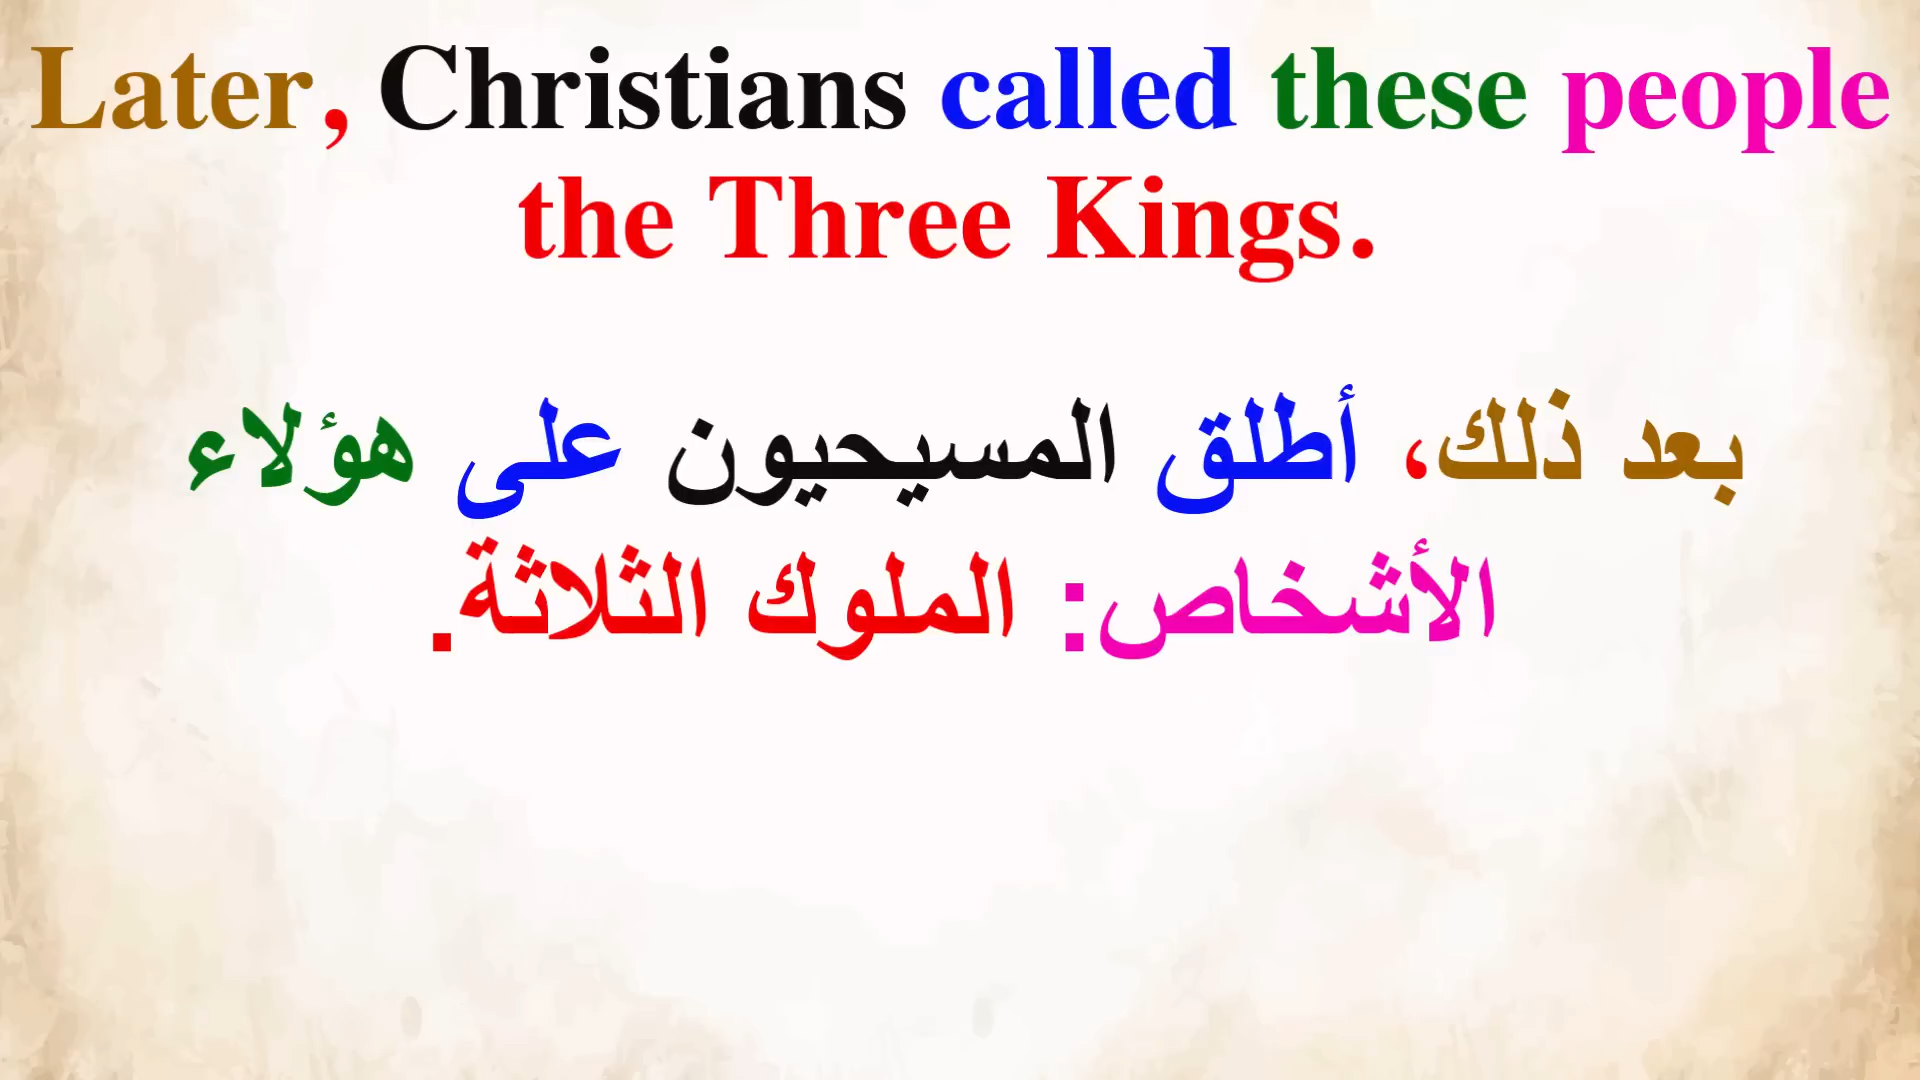 Later, Christians called these people
the Three Kings.
بعد ذلك، أطلق المسيحيون على هؤلاء
الأشخاص: الملوك الثلاثة.